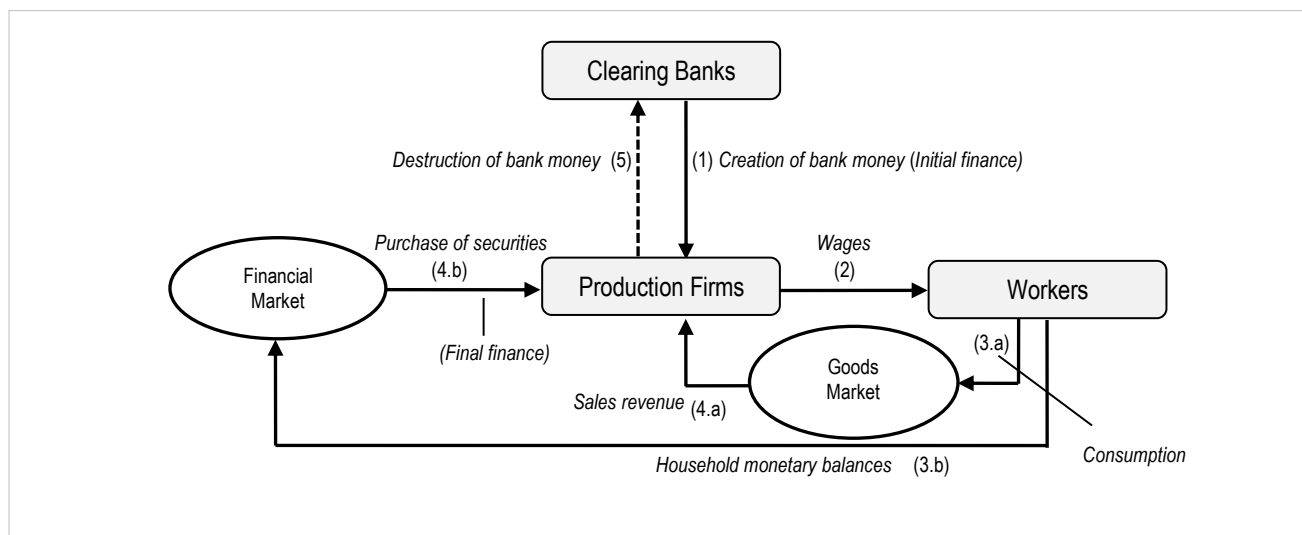 Clearing Banks
Destruction of bank money (5)
(1) Creation of bank money (Initial finance)
Purchase of securities
(4.b)
Wages
(2)
Financial
Market
Production Firms
Workers
(Final finance)
(3.a)
Goods
Market
Sales revenue (4.a)
Consumption
Household monetary balances (3.b)